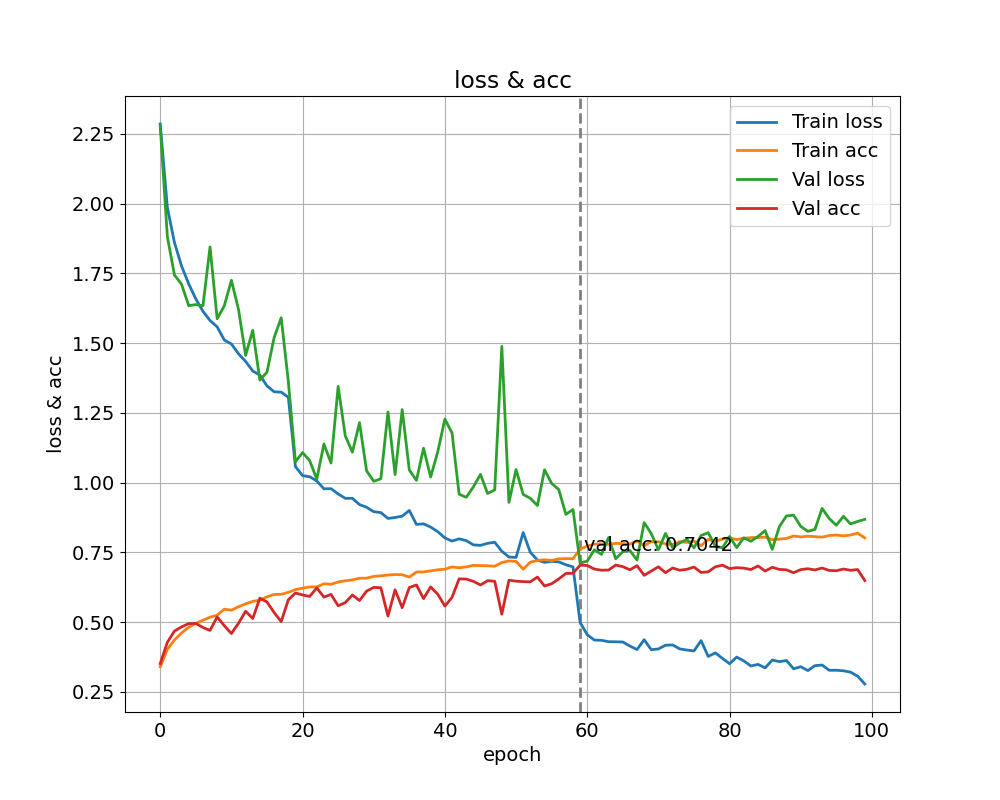 loss & acc
Train loss
Train acc
Val loss
Val acc
2.25
2.00
1.75
1.50
1.25
1.00
0.75
0.50
0.25
loss & acc
val acc: 0.7042
0 20 40 60 80 100
epoch